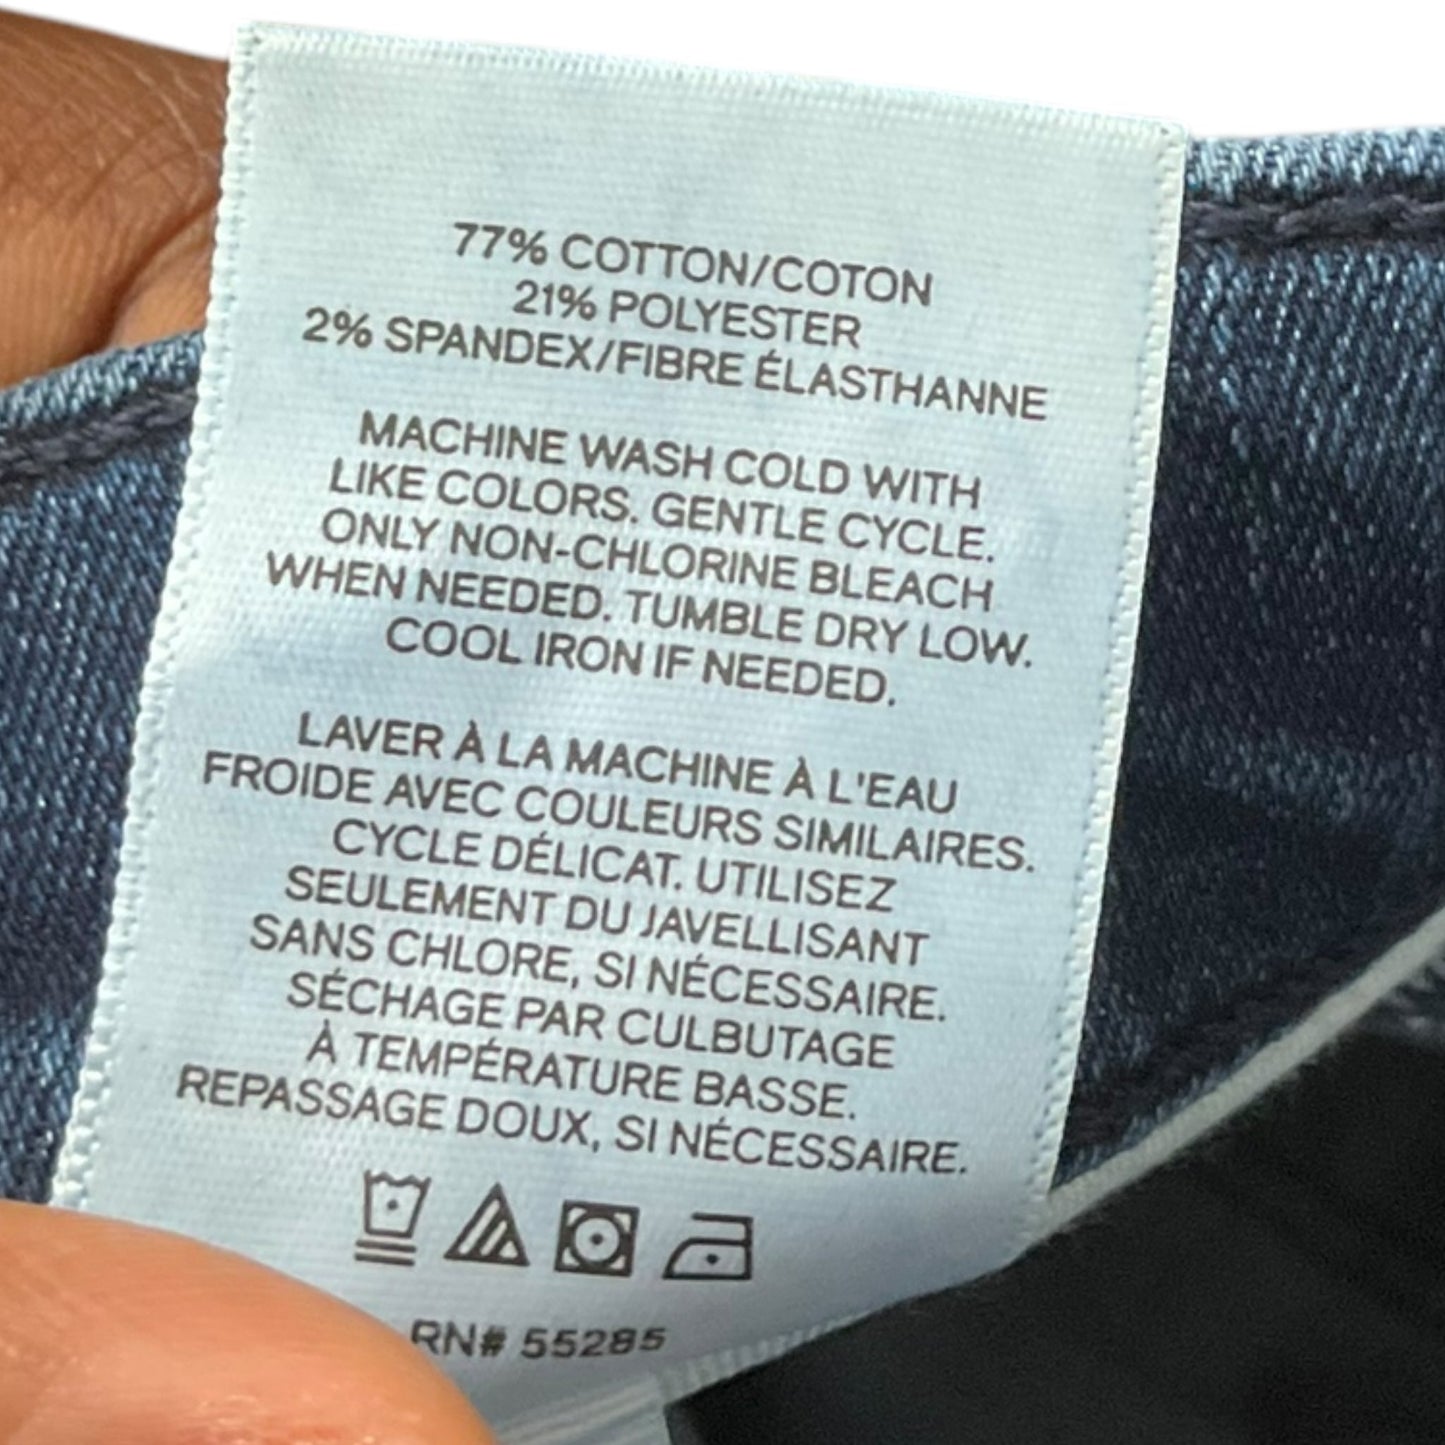 77% COTTON/COTON
21% POLYESTER
2% SPANDEX/FIBRE ÉLASTHANNE
MACHINE WASH COLD WITH
LIKE COLORS. GENTLE CYCLE.
ONLY NON-CHLORINE BLEACH
WHEN NEEDED. TUMBLE DRY LOW.
COOL IRON IF NEEDED.
LAVER À LA MACHINE À L'EAU
FROIDE AVEC COULEURS SIMILAIRES.
CYCLE DÉLICAT. UTILISEZ
SEULEMENT DU JAVELLISANT
SANS CHLORE, SI NÉCESSAIRE.
SÉCHAGE PAR CULBUTAGE
À TEMPÉRATURE BASSE.
REPASSAGE DOUX, SI NÉCESSAIRE.
RN# 55285